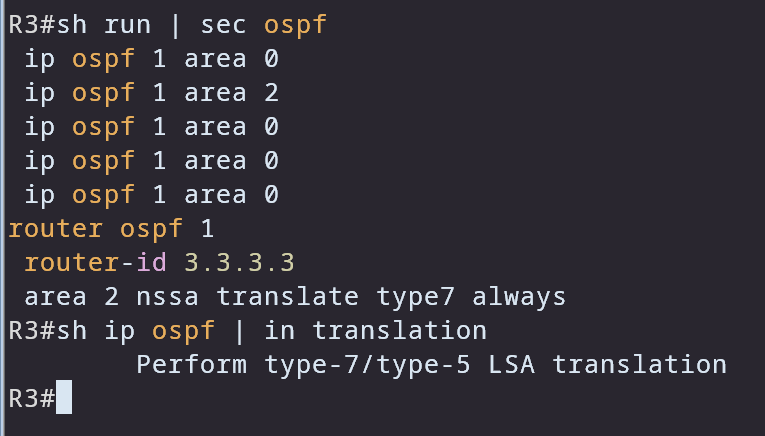 R3#sh run | sec ospf
 ip ospf 1 area 0
 ip ospf 1 area 2
 ip ospf 1 area 0
 ip ospf 1 area 0
 ip ospf 1 area 0
router ospf 1
 router-id 3.3.3.3
 area 2 nssa translate type7 always
R3#sh ip ospf | in translation
        Perform type-7/type-5 LSA translation
R3#